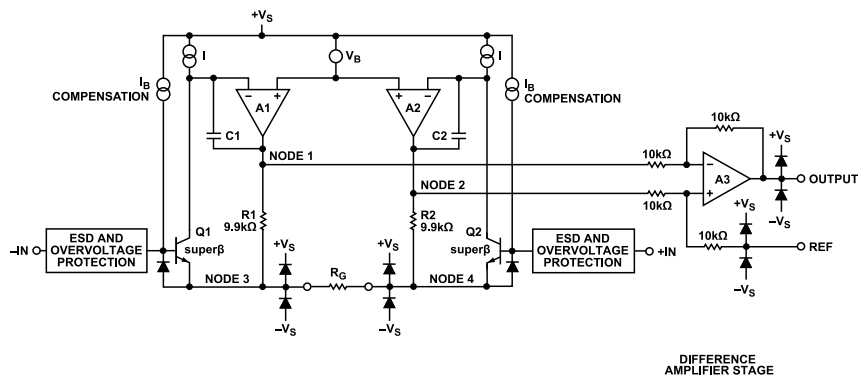 +VS
I
VB
I
IB
COMPENSATION
IB
COMPENSATION
− +
A1
+ −
A2
C1
C2
NODE 1
NODE 2
10kΩ
10kΩ
10kΩ
10kΩ
+VS
−
A3
+
OUTPUT
−VS
+VS
REF
−VS
R1
9.9kΩ
R2
9.9kΩ
Q1
superβ
Q2
superβ
−IN
ESD AND
OVERVOLTAGE
PROTECTION
ESD AND
OVERVOLTAGE
PROTECTION
+IN
+VS
+VS
NODE 3
RG
NODE 4
−VS
−VS
DIFFERENCE
AMPLIFIER STAGE